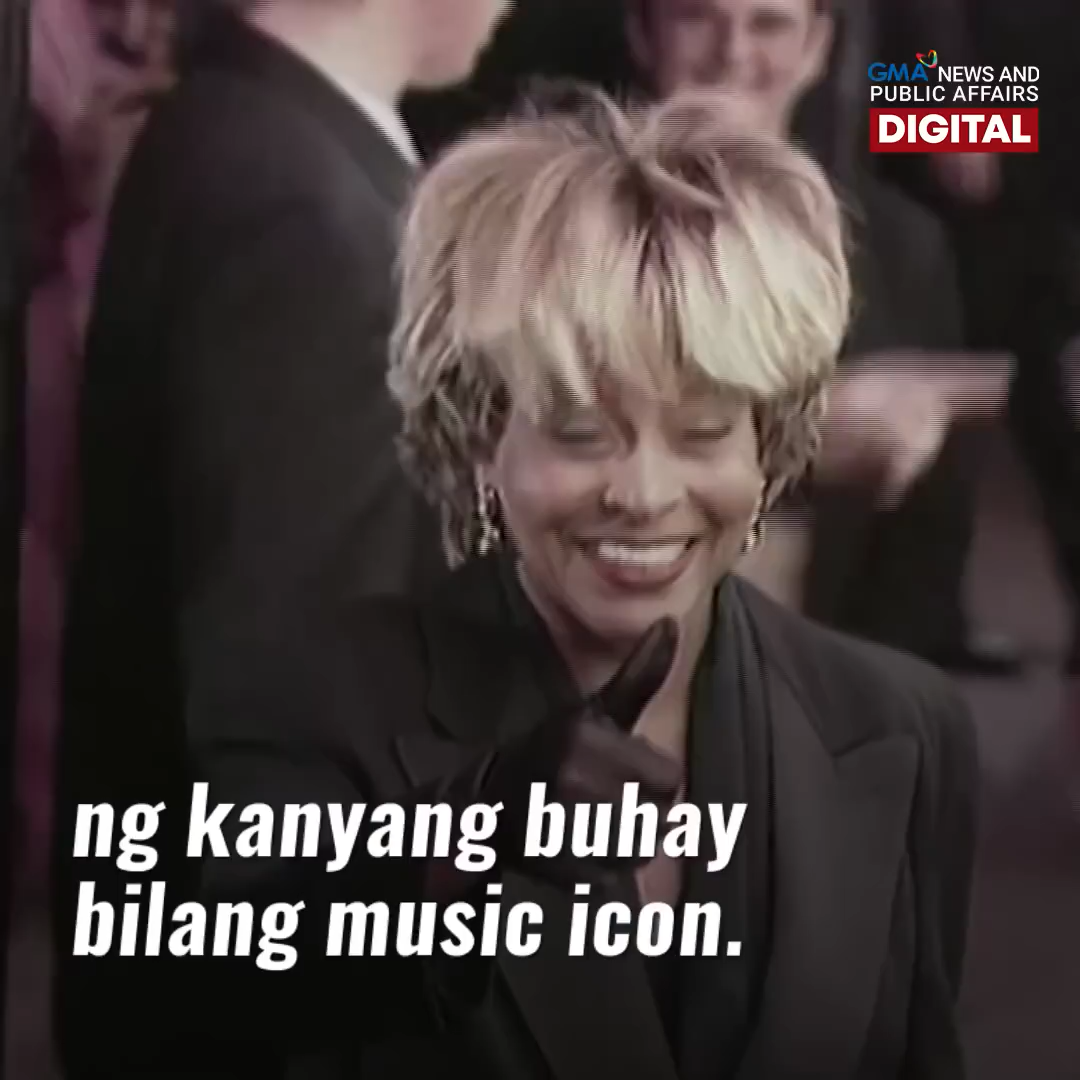 GMA NEWS AND
PUBLIC AFFAIRS
DIGITAL
ng kanyang buhay
bilang music icon.